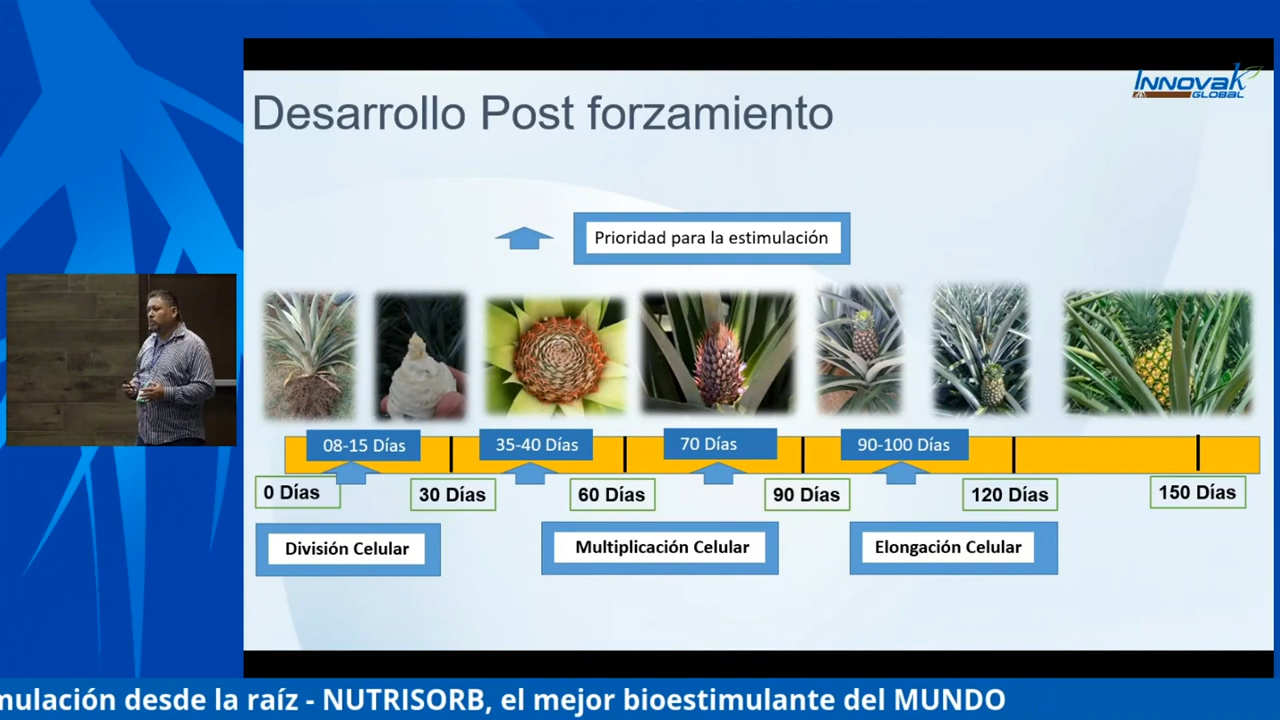 Innovak
GLOBAL
Desarrollo Post forzamiento
Prioridad para la estimulación
08-15 Días
35-40 Días
70 Días
90-100 Días
0 Días
30 Días
60 Días
90 Días
120 Días
150 Días
División Celular
Multiplicación Celular
Elongación Celular
mulación desde la raíz - NUTRISORB, el mejor bioestimulante del MUNDO